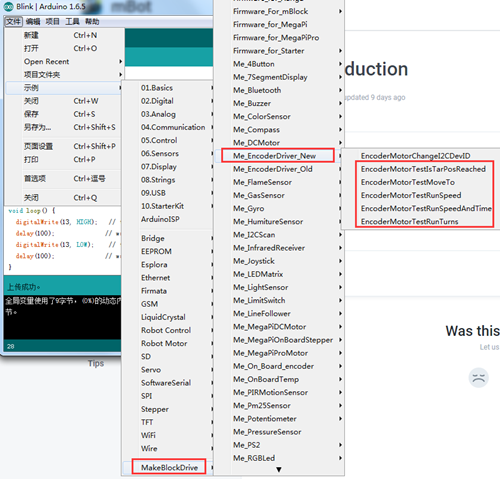 mBot
Blink | Arduino 1.6.5
文件 编辑 项目 工具 帮助
新建 Ctrl+N
打开 Ctrl+O
Open Recent
项目文件夹
示例
关闭 Ctrl+W
保存 Ctrl+S
另存为... Ctrl+Shift+S
页面设置 Ctrl+Shift+P
打印 Ctrl+P
首选项 Ctrl+逗号
关闭 Ctrl+Q
void loop() {
digitalWrite(13, HIGH); //
delay(100); //
digitalWrite(13, LOW); //
delay(100); //
}
上传成功。
全局变量使用了9字节，(0%)的动态内
节。
28
Tips
01.Basics
02.Digital
03.Analog
04.Communication
05.Control
06.Sensors
07.Display
08.Strings
09.USB
10.StarterKit
ArduinoISP
Bridge
EEPROM
Esplora
Ethernet
Firmata
GSM
LiquidCrystal
Robot Control
Robot Motor
SD
Servo
SoftwareSerial
SPI
Stepper
TFT
WiFi
Wire
MakeBlockDrive
Firmware_for_mBlock
Firmware_for_MegaPi
Firmware_for_MegaPiPro
Firmware_for_Starter
Me_4Button
Me_7SegmentDisplay
Me_Bluetooth
Me_Buzzer
Me_ColorSensor
Me_Compass
Me_DCMotor
Me_EncoderDriver_New
Me_EncoderDriver_Old
Me_FlameSensor
Me_GasSensor
Me_Gyro
Me_HumitureSensor
Me_I2CScan
Me_InfraredReceiver
Me_Joystick
Me_LEDMatrix
Me_LightSensor
Me_LimitSwitch
Me_LineFollower
Me_MegaPiDCMotor
Me_MegaPiOnBoardStepper
Me_MegaPiProMotor
Me_On_Board_encoder
Me_OnBoardTemp
Me_PIRMotionSensor
Me_Pm25Sensor
Me_Potentiometer
Me_PressureSensor
Me_PS2
Me_RGBLed
EncoderMotorChangeI2CDevID
EncoderMotorTestIsTarPosReached
EncoderMotorTestMoveTo
EncoderMotorTestRunSpeed
EncoderMotorTestRunSpeedAndTime
EncoderMotorTestRunTurns
duction
updated 9 days ago
Was this
Let us